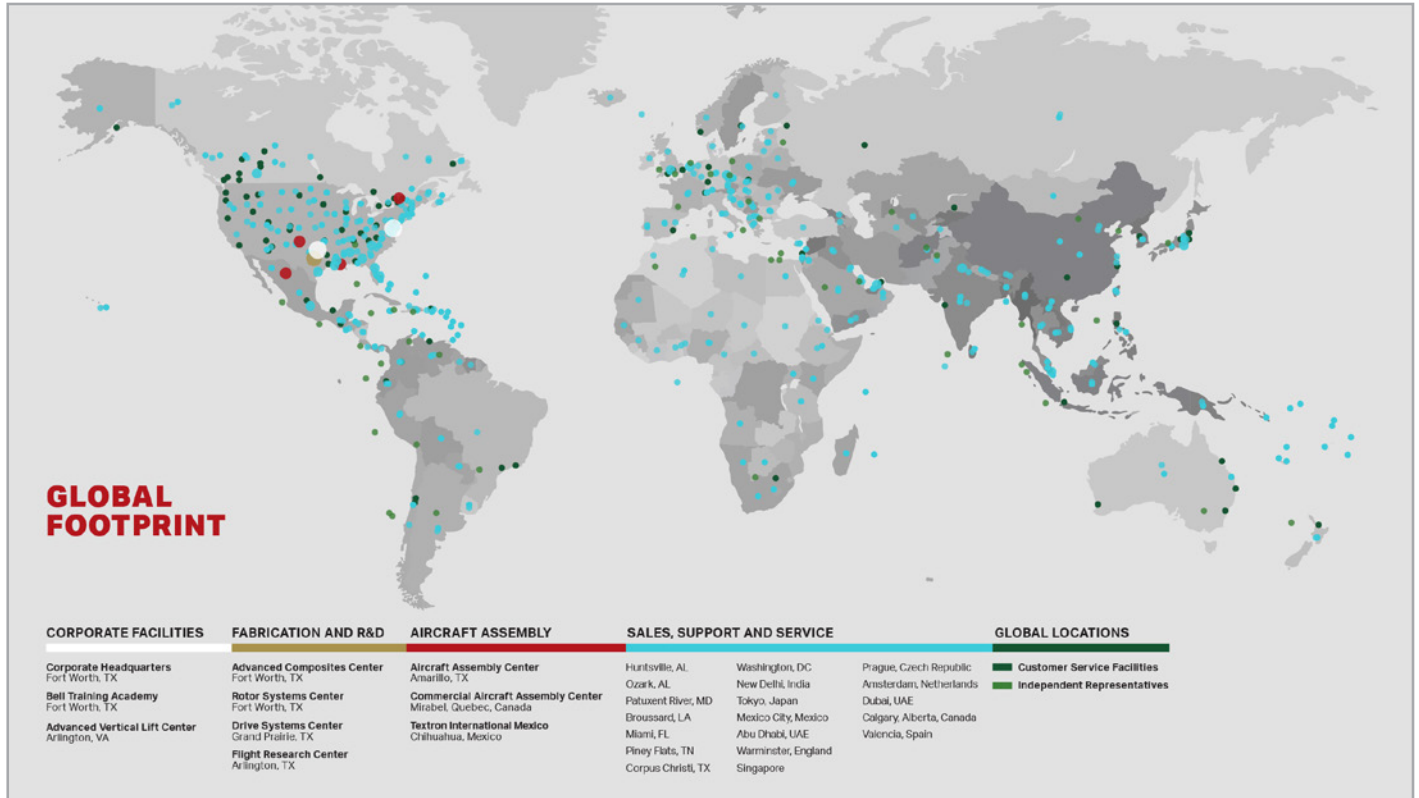 GLOBAL
FOOTPRINT
CORPORATE FACILITIES
Corporate Headquarters
Fort Worth, TX
Bell Training Academy
Fort Worth, TX
Advanced Vertical Lift Center
Arlington, VA
FABRICATION AND R&D
Advanced Composites Center
Fort Worth, TX
Rotor Systems Center
Fort Worth, TX
Drive Systems Center
Grand Prairie, TX
Flight Research Center
Arlington, TX
AIRCRAFT ASSEMBLY
Aircraft Assembly Center
Amarillo, TX
Commercial Aircraft Assembly Center
Mirabel, Quebec, Canada
Textron International Mexico
Chihuahua, Mexico
SALES, SUPPORT AND SERVICE
Huntsville, AL
Ozark, AL
Patuxent River, MD
Broussard, LA
Miami, FL
Piney Flats, TN
Corpus Christi, TX
Washington, DC
New Delhi, India
Tokyo, Japan
Mexico City, Mexico
Abu Dhabi, UAE
Warminster, England
Singapore
Prague, Czech Republic
Amsterdam, Netherlands
Dubai, UAE
Calgary, Alberta, Canada
Valencia, Spain
GLOBAL LOCATIONS
Customer Service Facilities
Independent Representatives